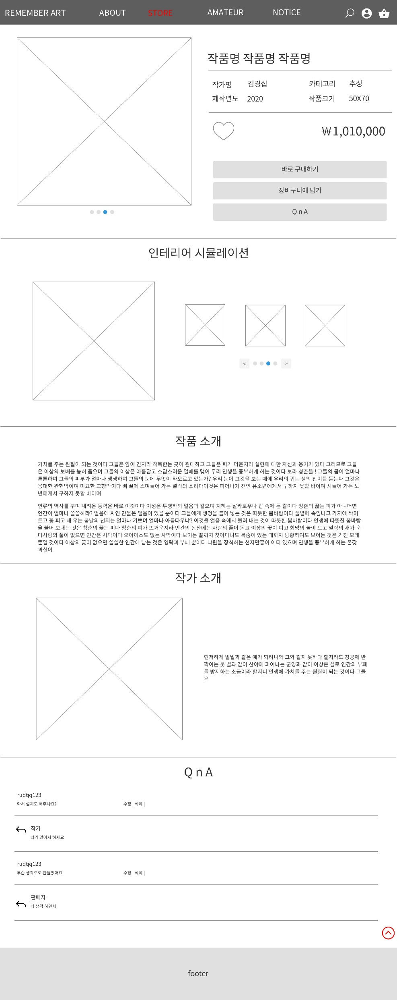 REMEMBER ART ABOUT STORE AMATEUR NOTICE
작품명 작품명 작품명
작가명 김경섭 카테고리 추상
제작년도 2020 작품크기 50X70
₩1,010,000
바로 구매하기
장바구니에 담기
Q n A
인테리어 시뮬레이션
< >
작품 소개
가치를 주는 원질이 되는 것이다 그들은 앞이 긴지라 착목한는 곳이 원대하고 그들은 피가 더운지라 실현에 대한 자신과 용기가 있다 그러므로 그들
은 이상의 보배를 능히 품으며 그들의 이상은 아름답고 소담스러운 열매를 맺어 우리 인생을 풍부하게 하는 것이다 보라 청춘을 ! 그들의 몸이 얼마나
튼튼하며 그들의 피부가 얼마나 생생하며 그들의 눈에 무엇이 타오르고 있는가? 우리 눈이 그것을 보는 때에 우리의 귀는 생의 찬미를 듣는다 그것은
웅대한 관현악이며 미묘한 교향악이다 뼈 끝에 스며들어 가는 열락의 소리다이것은 피어나기 전인 유소년에게서 구하지 못할 바이며 시들어 가는 노
년에게서 구하지 못할 바이며
인류의 역사를 꾸며 내려온 동력은 바로 이것이다 이성은 투명하되 얼음과 같으며 지혜는 날카로우나 갑 속에 든 칼이다 청춘의 끓는 피가 아니더면
인간이 얼마나 쓸쓸하랴? 얼음에 싸인 만물은 얼음이 있을 뿐이다 그들에게 생명을 불어 넣는 것은 따뜻한 봄바람이다 풀밭에 속잎나고 가지에 싹이
트고 꽃 피고 새 우는 봄날의 천지는 얼마나 기쁘며 얼마나 아름다우냐? 이것을 얼음 속에서 불러 내는 것이 따뜻한 봄바람이다 인생에 따뜻한 봄바람
을 불어 보내는 것은 청춘의 끓는 피다 청춘의 피가 뜨거운지라 인간의 동산에는 사랑의 풀이 돋고 이상의 꽃이 피고 희망의 놀이 뜨고 열락의 새가 운
다사랑의 풀이 없으면 인간은 사막이다 오아이스도 없는 사막이다 보이는 끝까지 찾아다녀도 목숨이 있는 때까지 방황하여도 보이는 것은 거친 모래
뿐일 것이다 이상의 꽃이 없으면 쓸쓸한 인간에 남는 것은 영락과 부패 뿐이다 낙원을 장식하는 천자만홍이 어디 있으며 인생을 풍부하게 하는 온갖
과실이
작가 소개
현저하게 일월과 같은 예가 되려니와 그와 같지 못하다 할지라도 창공에 반
짝이는 뭇 별과 같이 산야에 피어나는 군영과 같이 이상은 실로 인간의 부패
를 방지하는 소금이라 할지니 인생에 가치를 주는 원질이 되는 것이다 그들
은
Q n A
rudtjq123
와서 설치도 해주나요? 수정 | 삭제 |
작가
너가 알아서 하세요
rudtjq123
무슨 생각으로 만들었어요 수정 | 삭제 |
판매자
너 생각 하면서
footer